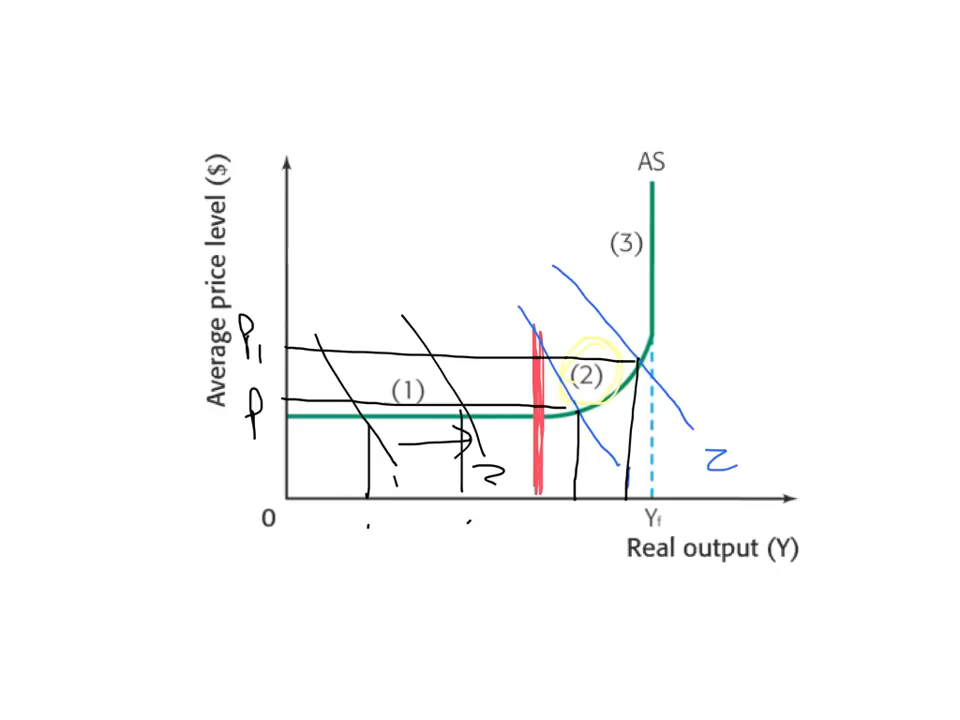 AS
(3)
Average price level ($)
P1
(2)
(1)
P
2
1
2
0
Yf
Real output (Y)